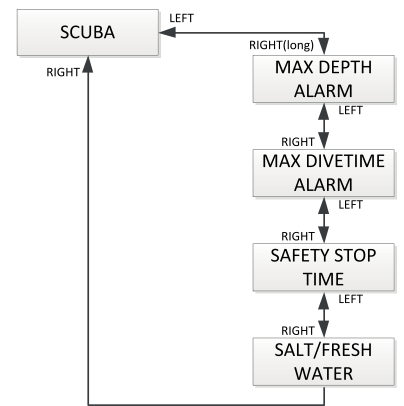 SCUBA
LEFT
RIGHT(long)
RIGHT
MAX DEPTH
ALARM
LEFT
RIGHT
MAX DIVETIME
ALARM
LEFT
RIGHT
SAFETY STOP
TIME
LEFT
RIGHT
SALT/FRESH
WATER